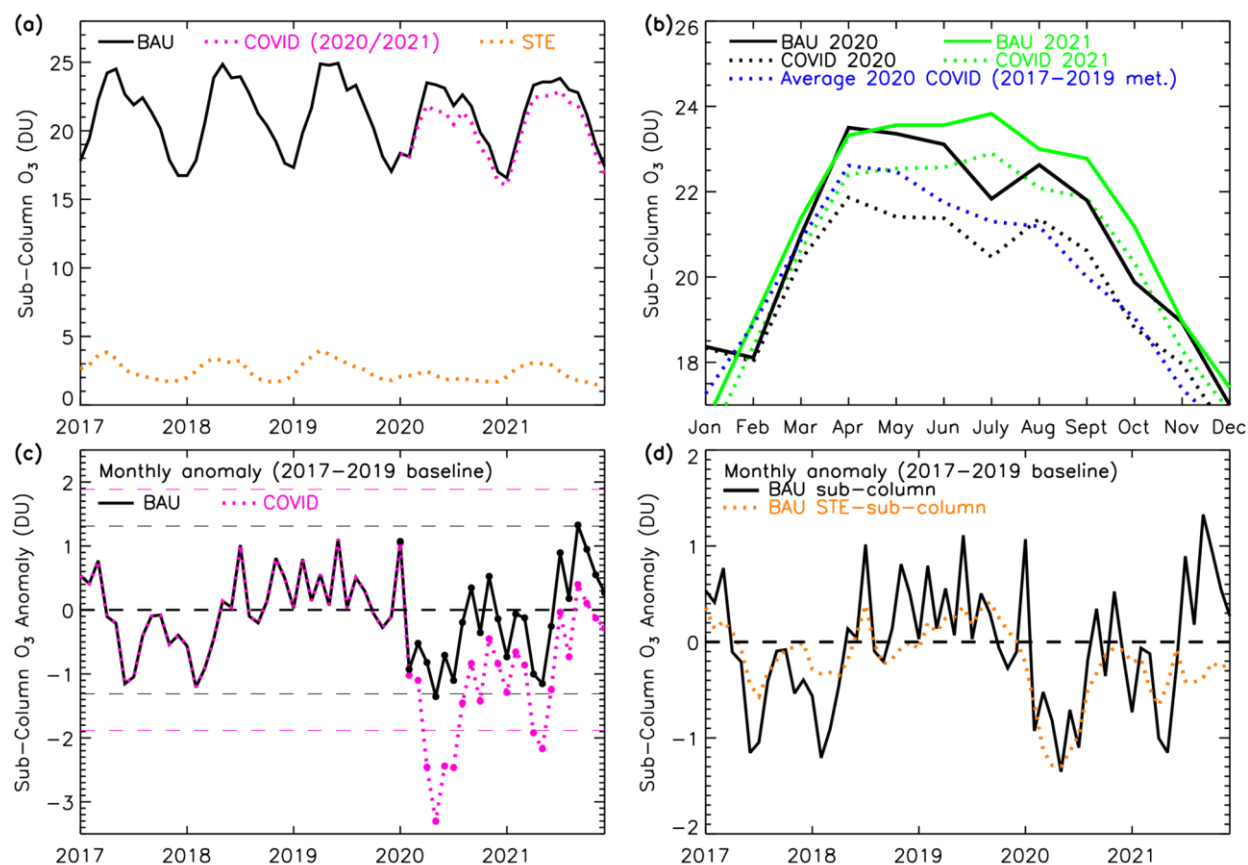 (a)
BAU COVID (2020/2021) STE
Sub-Column O₃ (DU)
25
20
15
10
5
0
2017 2018 2019 2020 2021
(b)
BAU 2020 BAU 2021
COVID 2020 COVID 2021
Average 2020 COVID (2017-2019 met.)
Sub-Column O₃ (DU)
26
24
22
20
18
Jan Feb Mar Apr May Jun July Aug Sept Oct Nov Dec
(c)
Monthly anomaly (2017-2019 baseline)
BAU COVID
Sub-Column O₃ Anomaly (DU)
2
1
0
-1
-2
-3
2017 2018 2019 2020 2021
(d)
Monthly anomaly (2017-2019 baseline)
BAU sub-column
BAU STE-sub-column
Sub-Column O₃ Anomaly (DU)
2
1
0
-1
-2
2017 2018 2019 2020 2021